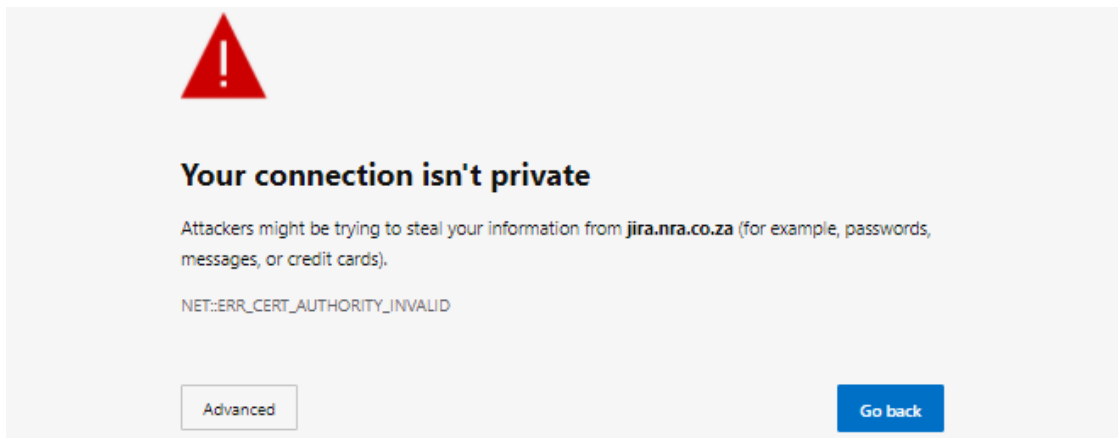 !
Your connection isn't private
Attackers might be trying to steal your information from jira.nra.co.za (for example, passwords,
messages, or credit cards).
NET::ERR_CERT_AUTHORITY_INVALID
Advanced
Go back